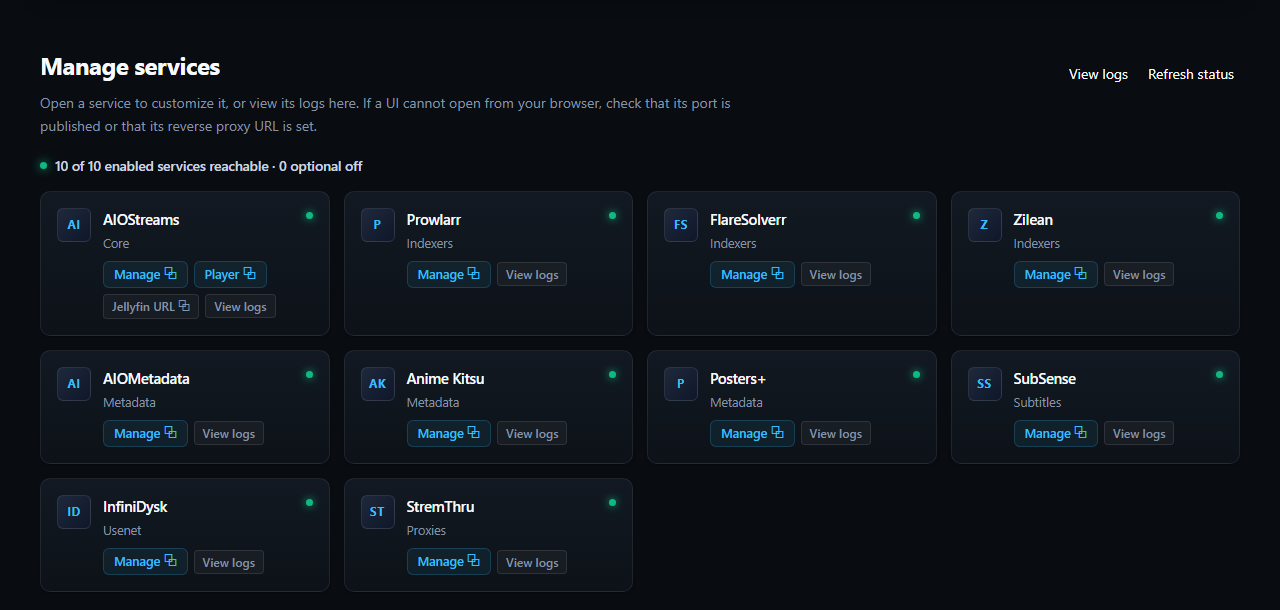 Manage services
View logs
Refresh status
Open a service to customize it, or view its logs here. If a UI cannot open from your browser, check that its port is
published or that its reverse proxy URL is set.
10 of 10 enabled services reachable · 0 optional off
AI
AIOStreams
Core
Manage
Player
Jellyfin URL
View logs
P
Prowlarr
Indexers
Manage
View logs
FS
FlareSolverr
Indexers
Manage
View logs
Z
Zilean
Indexers
Manage
View logs
AI
AIOMetadata
Metadata
Manage
View logs
AK
Anime Kitsu
Metadata
Manage
View logs
P
Posters+
Metadata
Manage
View logs
SS
SubSense
Subtitles
Manage
View logs
ID
InfiniDysk
Usenet
Manage
View logs
ST
StremThru
Proxies
Manage
View logs